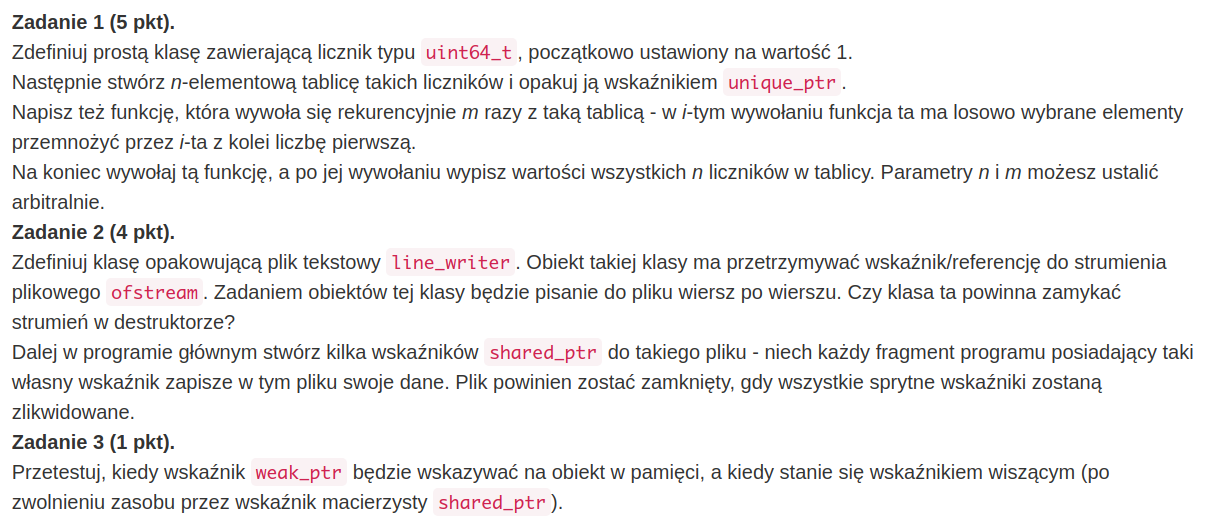 Zadanie 1 (5 pkt).
Zdefiniuj prostą klasę zawierającą licznik typu uint64_t, początkowo ustawiony na wartość 1.
Następnie stwórz n-elementową tablicę takich liczników i opakuj ją wskaźnikiem unique_ptr.
Napisz też funkcję, która wywoła się rekurencyjnie m razy z taką tablicą - w i-tym wywołaniu funkcja ta ma losowo wybrane elementy
przemnożyć przez i-ta z kolei liczbę pierwszą.
Na koniec wywołaj tą funkcję, a po jej wywołaniu wypisz wartości wszystkich n liczników w tablicy. Parametry n i m możesz ustalić
arbitralnie.
Zadanie 2 (4 pkt).
Zdefiniuj klasę opakowującą plik tekstowy line_writer. Obiekt takiej klasy ma przetrzymywać wskaźnik/referencję do strumienia
plikowego ofstream. Zadaniem obiektów tej klasy będzie pisanie do pliku wiersz po wierszu. Czy klasa ta powinna zamykać
strumień w destruktorze?
Dalej w programie głównym stwórz kilka wskaźników shared_ptr do takiego pliku - niech każdy fragment programu posiadający taki
własny wskaźnik zapisze w tym pliku swoje dane. Plik powinien zostać zamknięty, gdy wszystkie sprytne wskaźniki zostaną
zlikwidowane.
Zadanie 3 (1 pkt).
Przetestuj, kiedy wskaźnik weak_ptr będzie wskazywać na obiekt w pamięci, a kiedy stanie się wskaźnikiem wiszącym (po
zwolnieniu zasobu przez wskaźnik macierzysty shared_ptr).